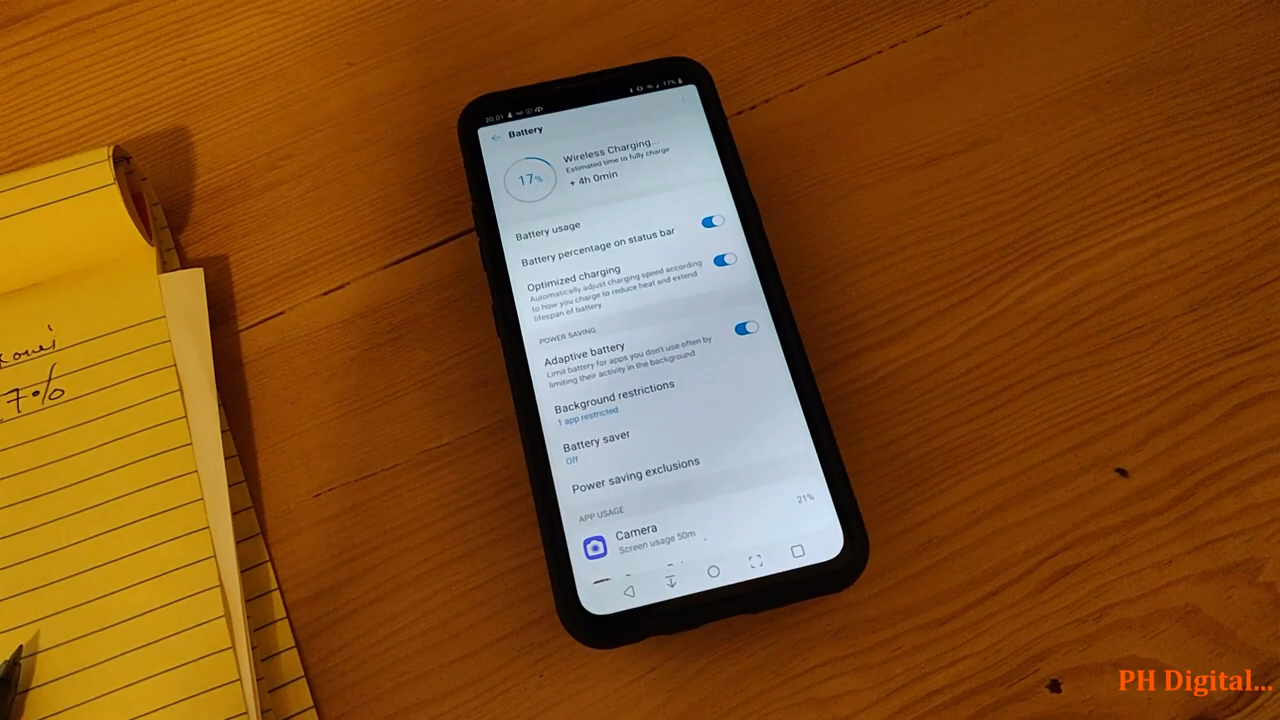 20:01
17%
Battery
17%
Wireless Charging...
Estimated time to fully charge
+ 4h 0min
Battery usage
Battery percentage on status bar
Optimized charging
Automatically adjust charging speed according
to how you charge to reduce heat and extend
lifespan of battery
POWER SAVING
Adaptive battery
Limit battery for apps you don't use often by
limiting their activity in the background
Background restrictions
1 app restricted
Battery saver
Off
Power saving exclusions
APP USAGE
Camera
21%
Screen usage 50m
7%
PH Digital...